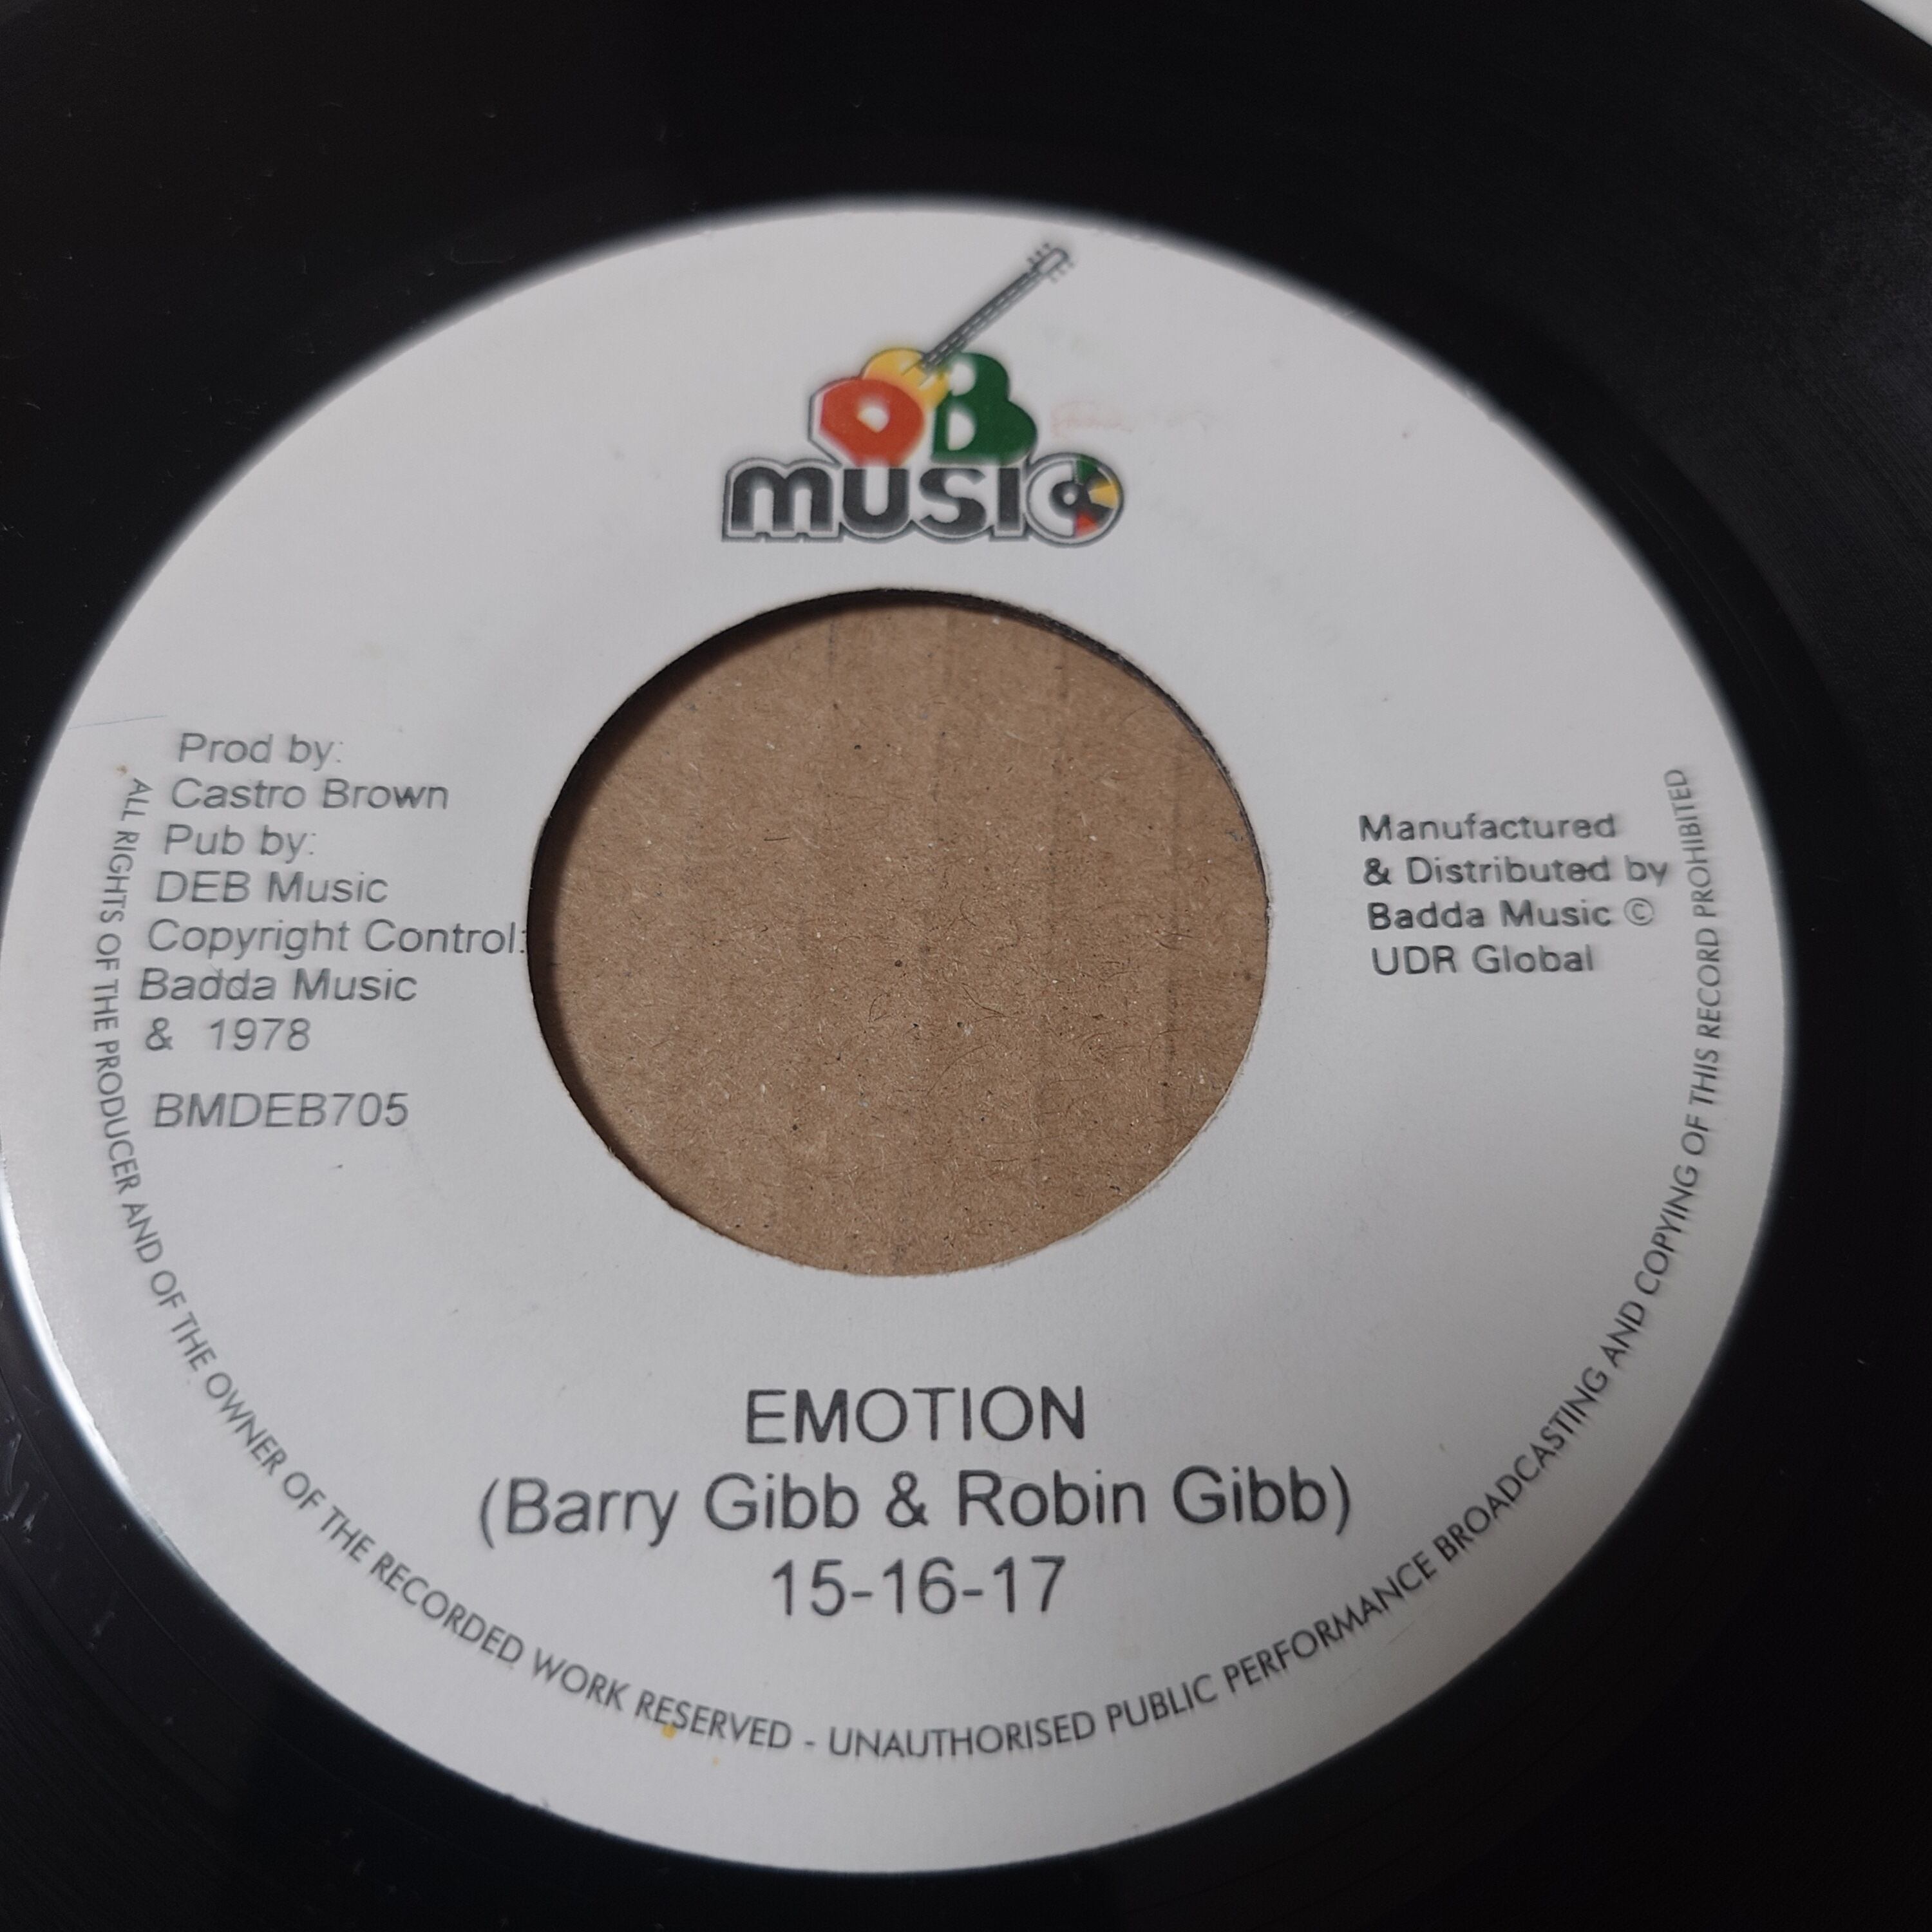 DEB
MUSIC
Prod by:
Castro Brown
Pub by:
DEB Music
Copyright Control:
Badda Music
& 1978
BMDEB705
Manufactured
& Distributed by
Badda Music ©
UDR Global
EMOTION
(Barry Gibb & Robin Gibb)
15-16-17
ALL RIGHTS OF THE PRODUCER AND OF THE OWNER OF THE RECORDED WORK RESERVED - UNAUTHORISED PUBLIC PERFORMANCE BROADCASTING AND COPYING OF THIS RECORD PROHIBITED